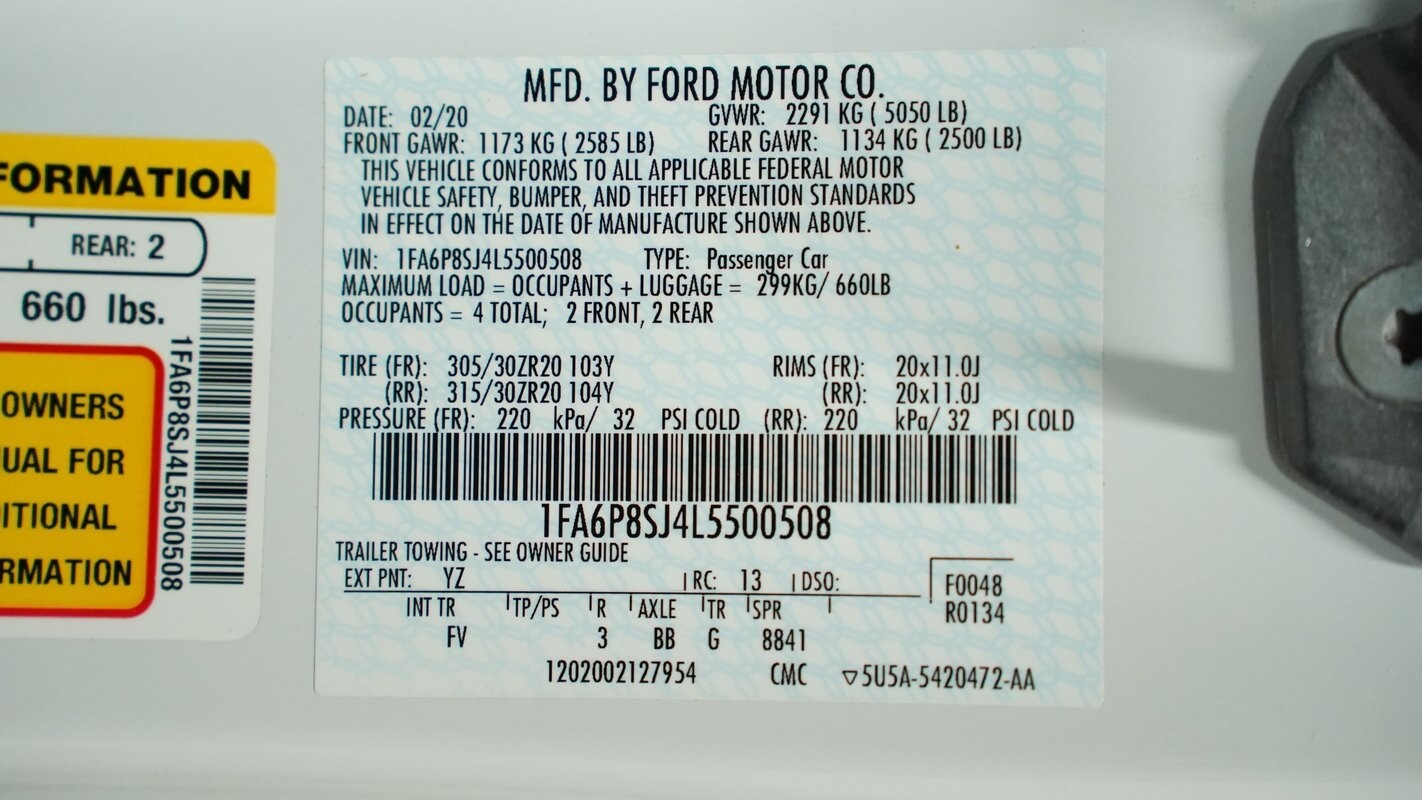 FORMATION
REAR: 2
660 lbs.
OWNERS
UAL FOR
ITIONAL
RMATION
1FA6P8SJ4L5500508
MFD. BY FORD MOTOR CO.
DATE: 02/20 GVWR: 2291 KG ( 5050 LB)
FRONT GAWR: 1173 KG ( 2585 LB) REAR GAWR: 1134 KG ( 2500 LB)
THIS VEHICLE CONFORMS TO ALL APPLICABLE FEDERAL MOTOR
VEHICLE SAFETY, BUMPER, AND THEFT PREVENTION STANDARDS
IN EFFECT ON THE DATE OF MANUFACTURE SHOWN ABOVE.
VIN: 1FA6P8SJ4L5500508 TYPE: Passenger Car
MAXIMUM LOAD = OCCUPANTS + LUGGAGE = 299KG/ 660LB
OCCUPANTS = 4 TOTAL; 2 FRONT, 2 REAR
TIRE (FR): 305/30ZR20 103Y RIMS (FR): 20x11.0J
(RR): 315/30ZR20 104Y (RR): 20x11.0J
PRESSURE (FR): 220 kPa/ 32 PSI COLD (RR): 220 kPa/ 32 PSI COLD
1FA6P8SJ4L5500508
TRAILER TOWING - SEE OWNER GUIDE
EXT PNT: YZ RC: 13 DSO: F0048
INT TR TP/PS R AXLE TR SPR R0134
FV 3 BB G 8841
1202002127954 CMC ▽5U5A-5420472-AA